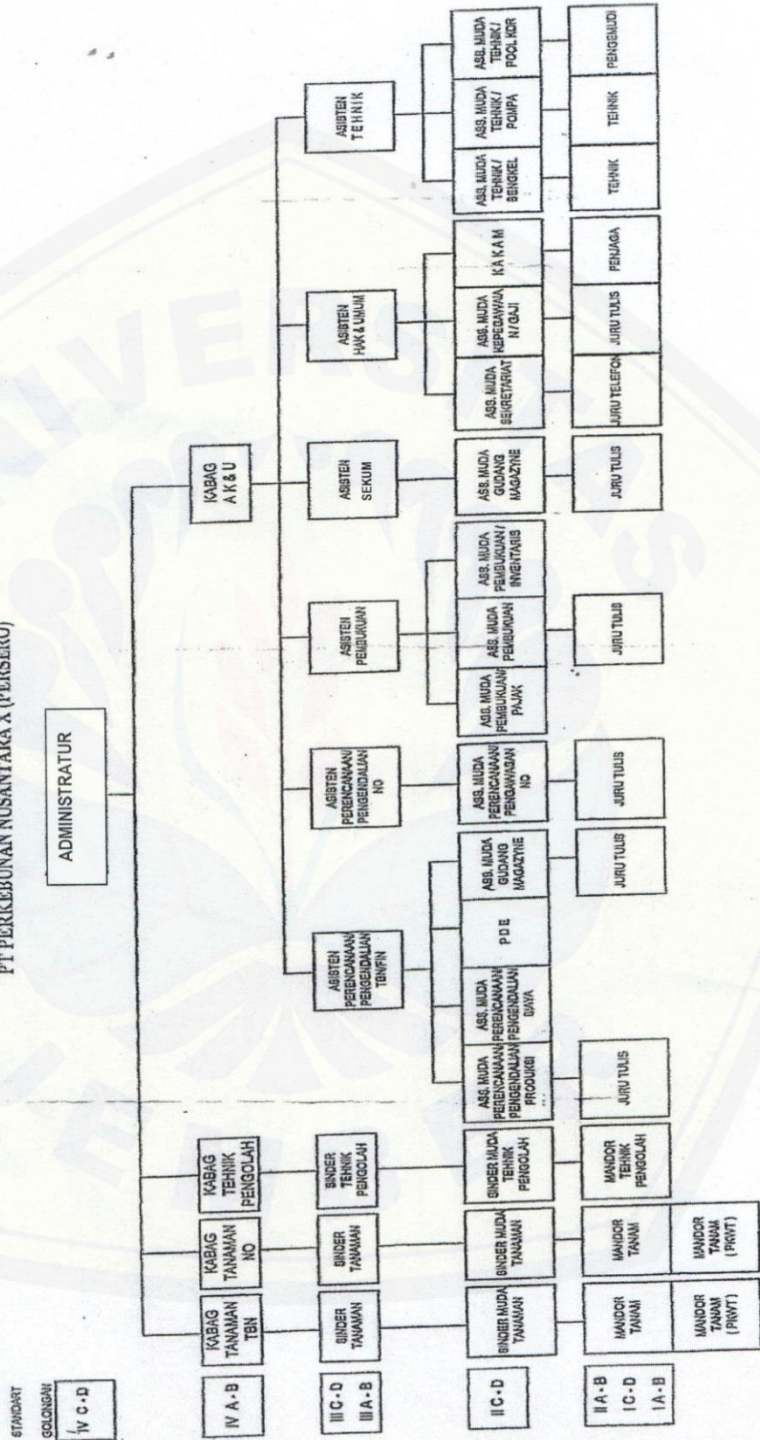 PT PERKEBUNAN NUSANTARA X (PERSERO)
STANDART
GOLONGAN
IV C - D
ADMINISTRATUR
IV A - B
KABAG
TANAMAN
TBN
KABAG
TANAMAN
NO
KABAG
TEHNIK
PENGOLAH
KABAG
A K & U
III C - D
III A - B
SINDER
TANAMAN
SINDER
TANAMAN
SINDER
TEHNIK
PENGOLAH
ASISTEN
PERENCANAAN/
PENGENDALIAN
TBN/FIN
ASISTEN
PERENCANAAN/
PENGENDALIAN
NO
ASISTEN
PEMBUKUAN
ASISTEN
SEKUM
ASISTEN
HAK & UMUM
ASISTEN
TEHNIK
II C - D
SINDER MUDA
TANAMAN
SINDER MUDA
TANAMAN
SINDER MUDA
TEHNIK
PENGOLAH
ASS. MUDA
PERENCANAAN/
PENGENDALIAN
PRODUKSI
ASS. MUDA
PERENCANAAN/
PENGENDALIAN
BIAYA
P D E
ASS. MUDA
GUDANG
MAGAZYNE
ASS. MUDA
PERENCANAAN/
PENGAWASAN
NO
ASS. MUDA
PEMBUKUAN/
PAJAK
ASS. MUDA
PEMBUKUAN
ASS. MUDA
PEMBUKUAN /
INVENTARIS
ASS. MUDA
GUDANG
MAGAZYNE
ASS. MUDA
SEKRETARIAT
ASS. MUDA
KEPEGAWAIA
N / GAJI
K A K A M
ASS. MUDA
TEHNIK /
BENGKEL
ASS. MUDA
TEHNIK /
POMPA
ASS. MUDA
TEHNIK /
POOL KDR
II A - B
I C - D
I A - B
MANDOR
TANAM
MANDOR
TANAM
(PKWT)
MANDOR
TANAM
MANDOR
TANAM
(PKWT)
MANDOR
TEHNIK
PENGOLAH
JURU TULIS
JURU TULIS
JURU TULIS
JURU TULIS
JURU TULIS
JURU TELEFON
JURU TULIS
PENJAGA
TEHNIK
TEHNIK
PENGEMUDI
UNIVERSITAS
JEMBER